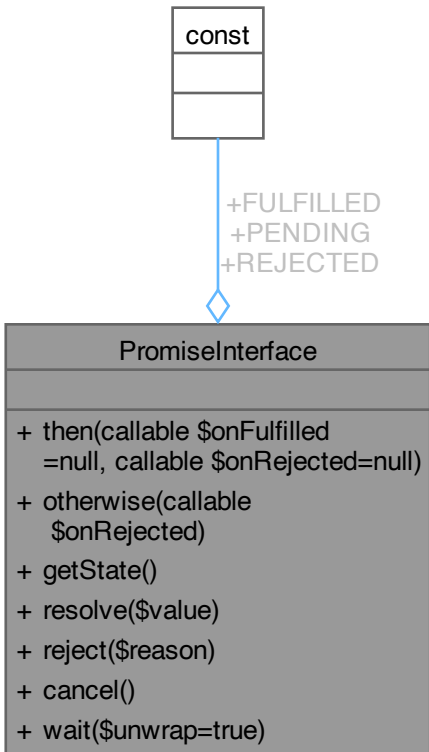 const
+FULFILLED
+PENDING
+REJECTED
PromiseInterface
+ then(callable $onFulfilled
=null, callable $onRejected=null)
+ otherwise(callable
$onRejected)
+ getState()
+ resolve($value)
+ reject($reason)
+ cancel()
+ wait($unwrap=true)